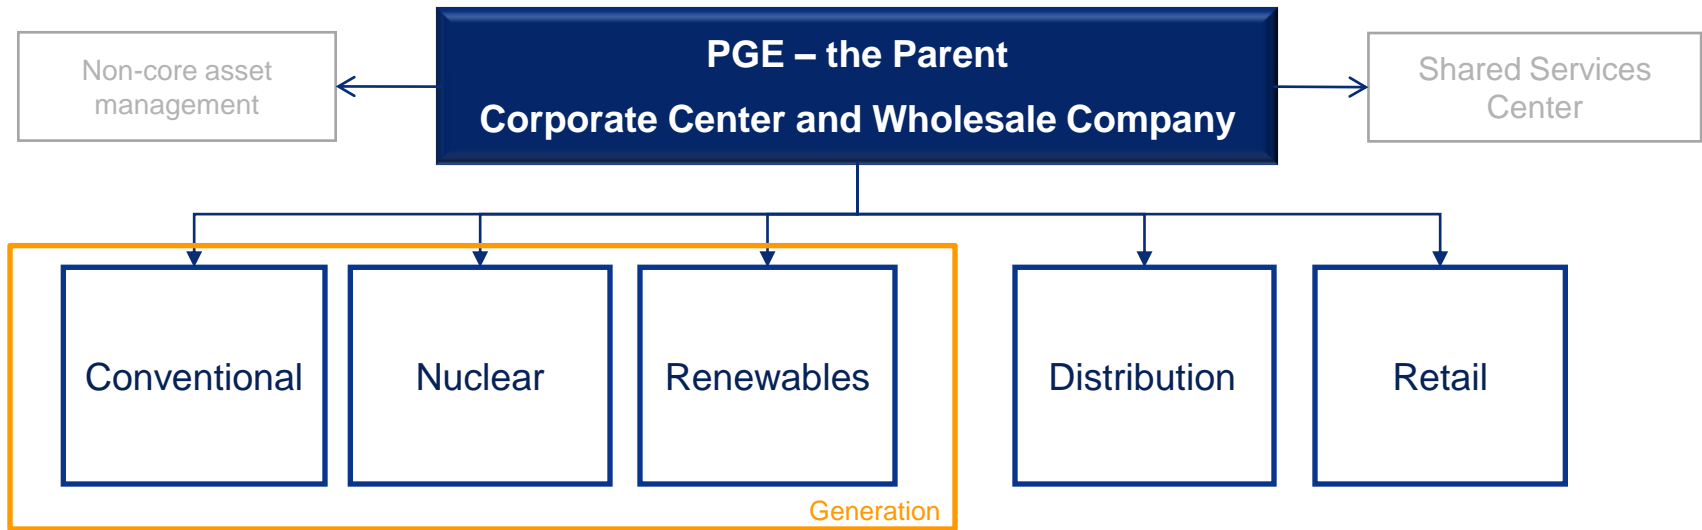 Non-core asset
management
PGE – the Parent
Corporate Center and Wholesale Company
Shared Services
Center
Conventional
Nuclear
Renewables
Distribution
Retail
Generation